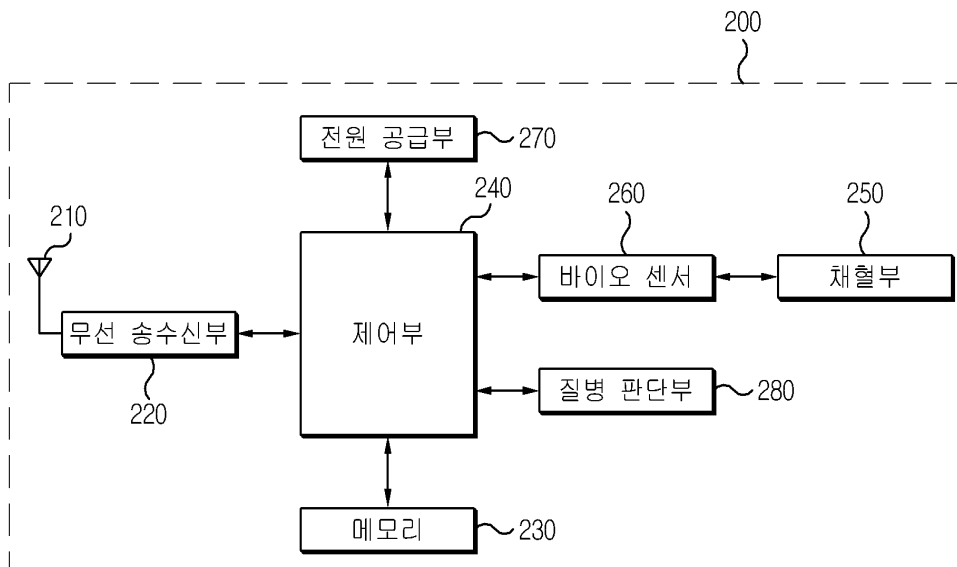 200
전원 공급부
270
240
260
250
210
바이오 센서
채혈부
무선 송수신부
제어부
220
질병 판단부
280
메모리
230